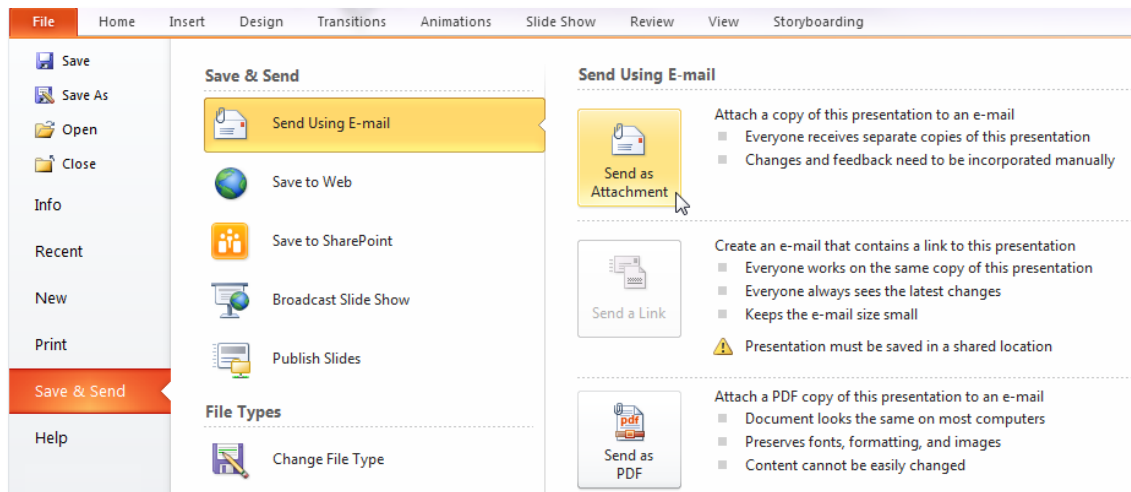 File Home Insert Design Transitions Animations Slide Show Review View Storyboarding
Save
Save As
Open
Close
Info
Recent
New
Print
Save & Send
Help
Save & Send
Send Using E-mail
Save to Web
Save to SharePoint
Broadcast Slide Show
Publish Slides
File Types
Change File Type
Send Using E-mail
Send as
Attachment
Attach a copy of this presentation to an e-mail
Everyone receives separate copies of this presentation
Changes and feedback need to be incorporated manually
Send a Link
Create an e-mail that contains a link to this presentation
Everyone works on the same copy of this presentation
Everyone always sees the latest changes
Keeps the e-mail size small
Presentation must be saved in a shared location
pdf
Send as
PDF
Attach a PDF copy of this presentation to an e-mail
Document looks the same on most computers
Preserves fonts, formatting, and images
Content cannot be easily changed